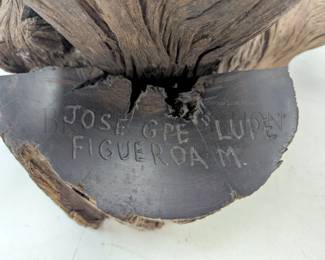 JOSE GPE "LUPE"
FIGUEROA M.